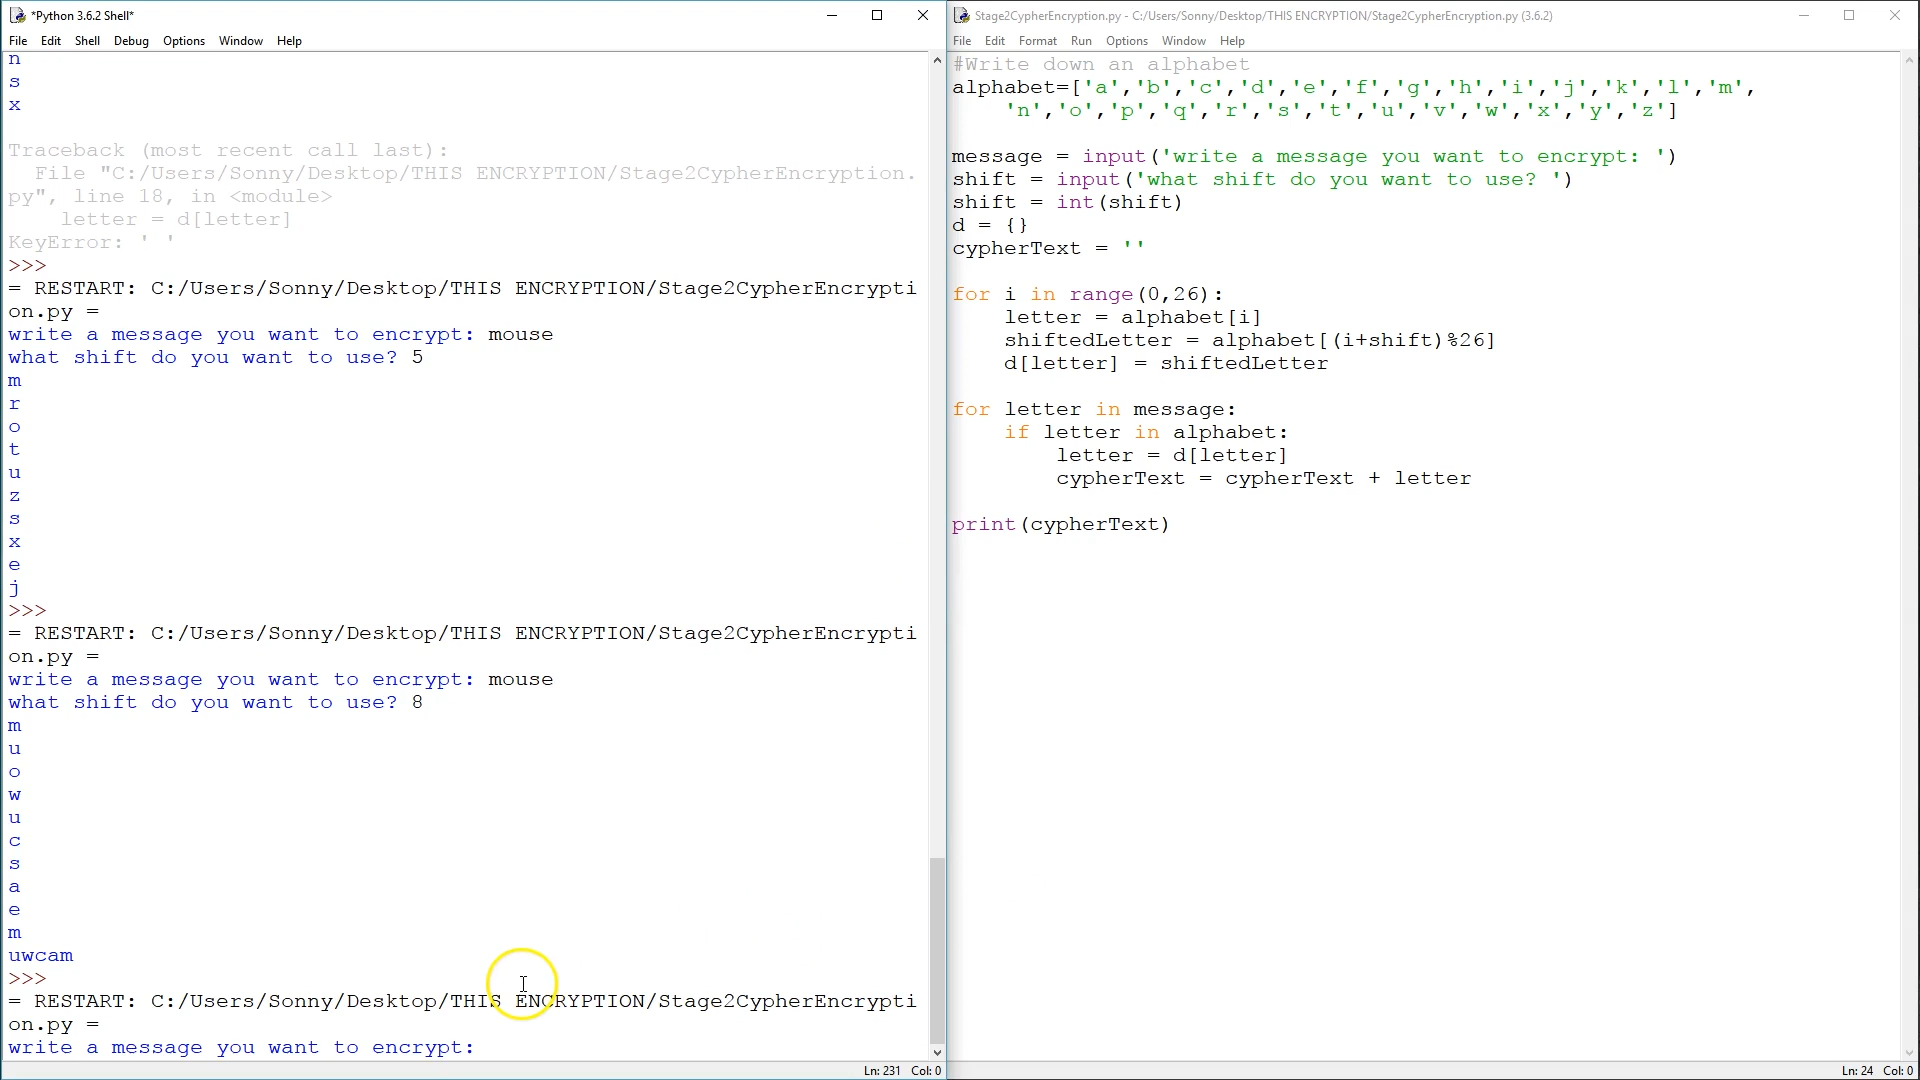 *Python 3.6.2 Shell*
File Edit Shell Debug Options Window Help
n
s
x
Traceback (most recent call last):
  File "C:/Users/Sonny/Desktop/THIS ENCRYPTION/Stage2CypherEncryption.
py", line 18, in <module>
    letter = d[letter]
KeyError: ' '
>>>
= RESTART: C:/Users/Sonny/Desktop/THIS ENCRYPTION/Stage2CypherEncrypti
on.py =
write a message you want to encrypt: mouse
what shift do you want to use? 5
m
r
o
t
u
z
s
x
e
j
>>>
= RESTART: C:/Users/Sonny/Desktop/THIS ENCRYPTION/Stage2CypherEncrypti
on.py =
write a message you want to encrypt: mouse
what shift do you want to use? 8
m
u
o
w
u
c
s
a
e
m
uwcam
>>>
= RESTART: C:/Users/Sonny/Desktop/THIS ENCRYPTION/Stage2CypherEncrypti
on.py =
write a message you want to encrypt:
Ln: 231 Col: 0
Stage2CypherEncryption.py - C:/Users/Sonny/Desktop/THIS ENCRYPTION/Stage2CypherEncryption.py (3.6.2)
File Edit Format Run Options Window Help
#Write down an alphabet
alphabet=['a','b','c','d','e','f','g','h','i','j','k','l','m',
    'n','o','p','q','r','s','t','u','v','w','x','y','z']
message = input('write a message you want to encrypt: ')
shift = input('what shift do you want to use? ')
shift = int(shift)
d = {}
cypherText = ''
for i in range(0,26):
    letter = alphabet[i]
    shiftedLetter = alphabet[(i+shift)%26]
    d[letter] = shiftedLetter
for letter in message:
    if letter in alphabet:
        letter = d[letter]
        cypherText = cypherText + letter
print(cypherText)
Ln: 24 Col: 0